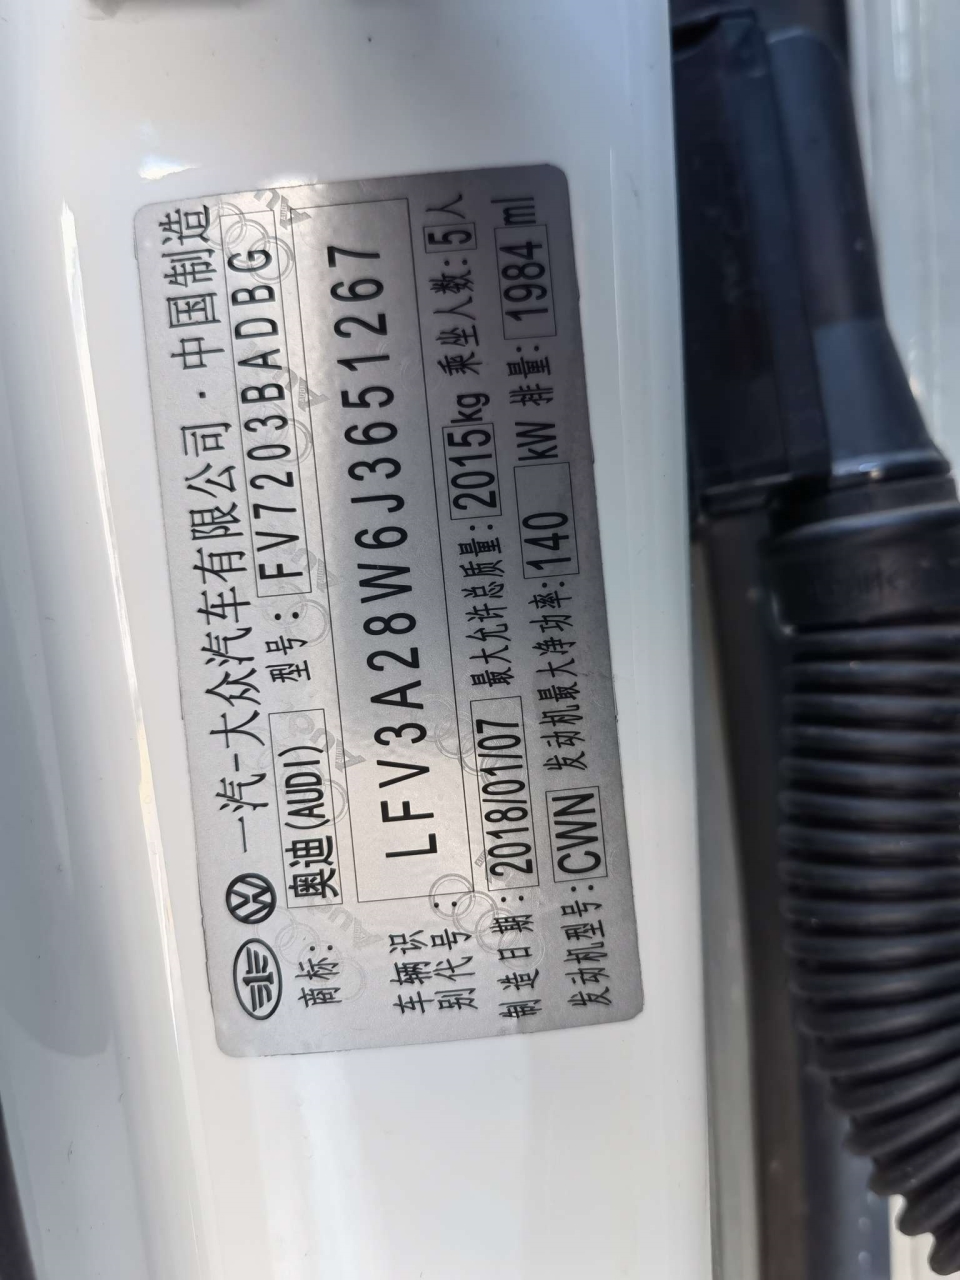 一汽-大众汽车有限公司·中国制造
商标: 奥迪(AUDI) 型号: FV7203BADBG
车辆识别代号: LFV3A28W6J3651267
制造日期: 2018/01/07 最大允许总质量: 2015kg 乘坐人数: 5人
发动机型号: CWN 发动机最大净功率: 140 kW 排量: 1984 ml